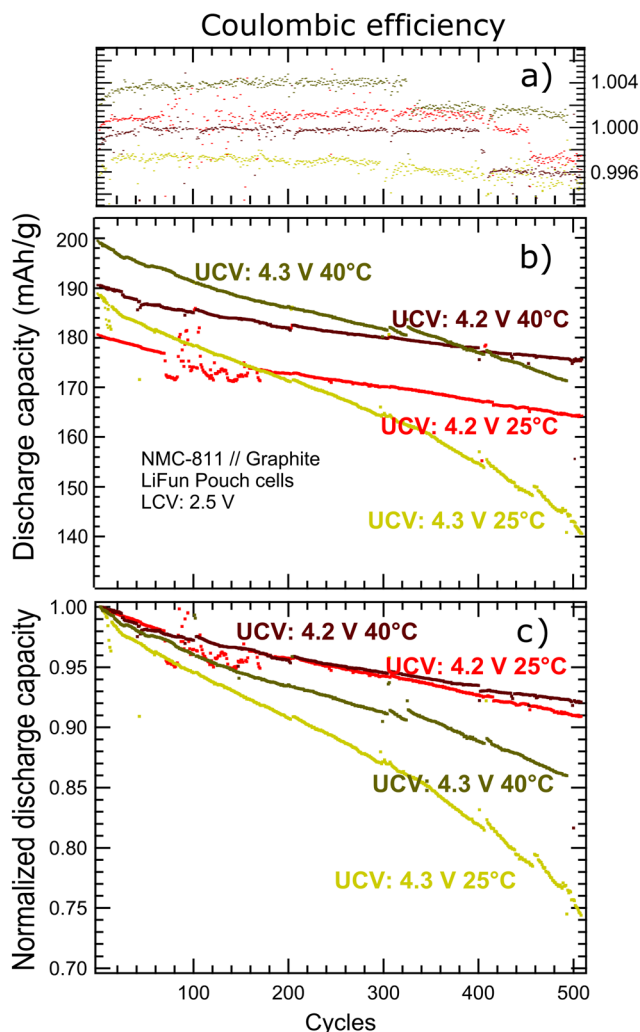 Coulombic efficiency
a)
1.004
1.000
0.996
b)
Discharge capacity (mAh/g)
200
190
180
170
160
150
140
UCV: 4.3 V 40°C
UCV: 4.2 V 40°C
UCV: 4.2 V 25°C
NMC-811 // Graphite
LiFun Pouch cells
LCV: 2.5 V
UCV: 4.3 V 25°C
c)
Normalized discharge capacity
1.00
0.95
0.90
0.85
0.80
0.75
0.70
UCV: 4.2 V 40°C
UCV: 4.2 V 25°C
UCV: 4.3 V 40°C
UCV: 4.3 V 25°C
100
200
300
400
500
Cycles